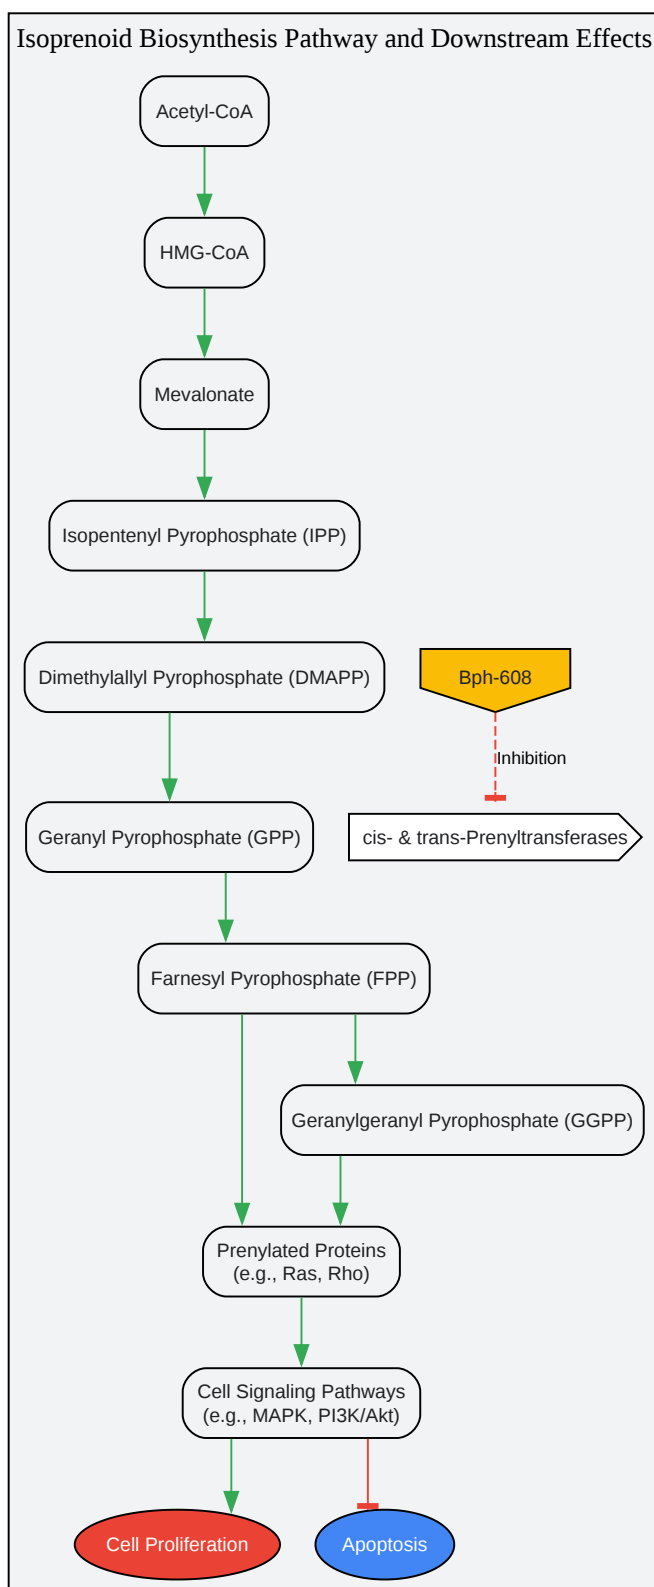 Isoprenoid Biosynthesis Pathway and Downstream Effects
Acetyl-CoA
HMG-CoA
Mevalonate
Isopentenyl Pyrophosphate (IPP)
Dimethylallyl Pyrophosphate (DMAPP)
Bph-608
Inhibition
Geranyl Pyrophosphate (GPP)
cis- & trans-Prenyltransferases
Farnesyl Pyrophosphate (FPP)
Geranylgeranyl Pyrophosphate (GGPP)
Prenylated Proteins
(e.g., Ras, Rho)
Cell Signaling Pathways
(e.g., MAPK, PI3K/Akt)
Cell Proliferation
Apoptosis